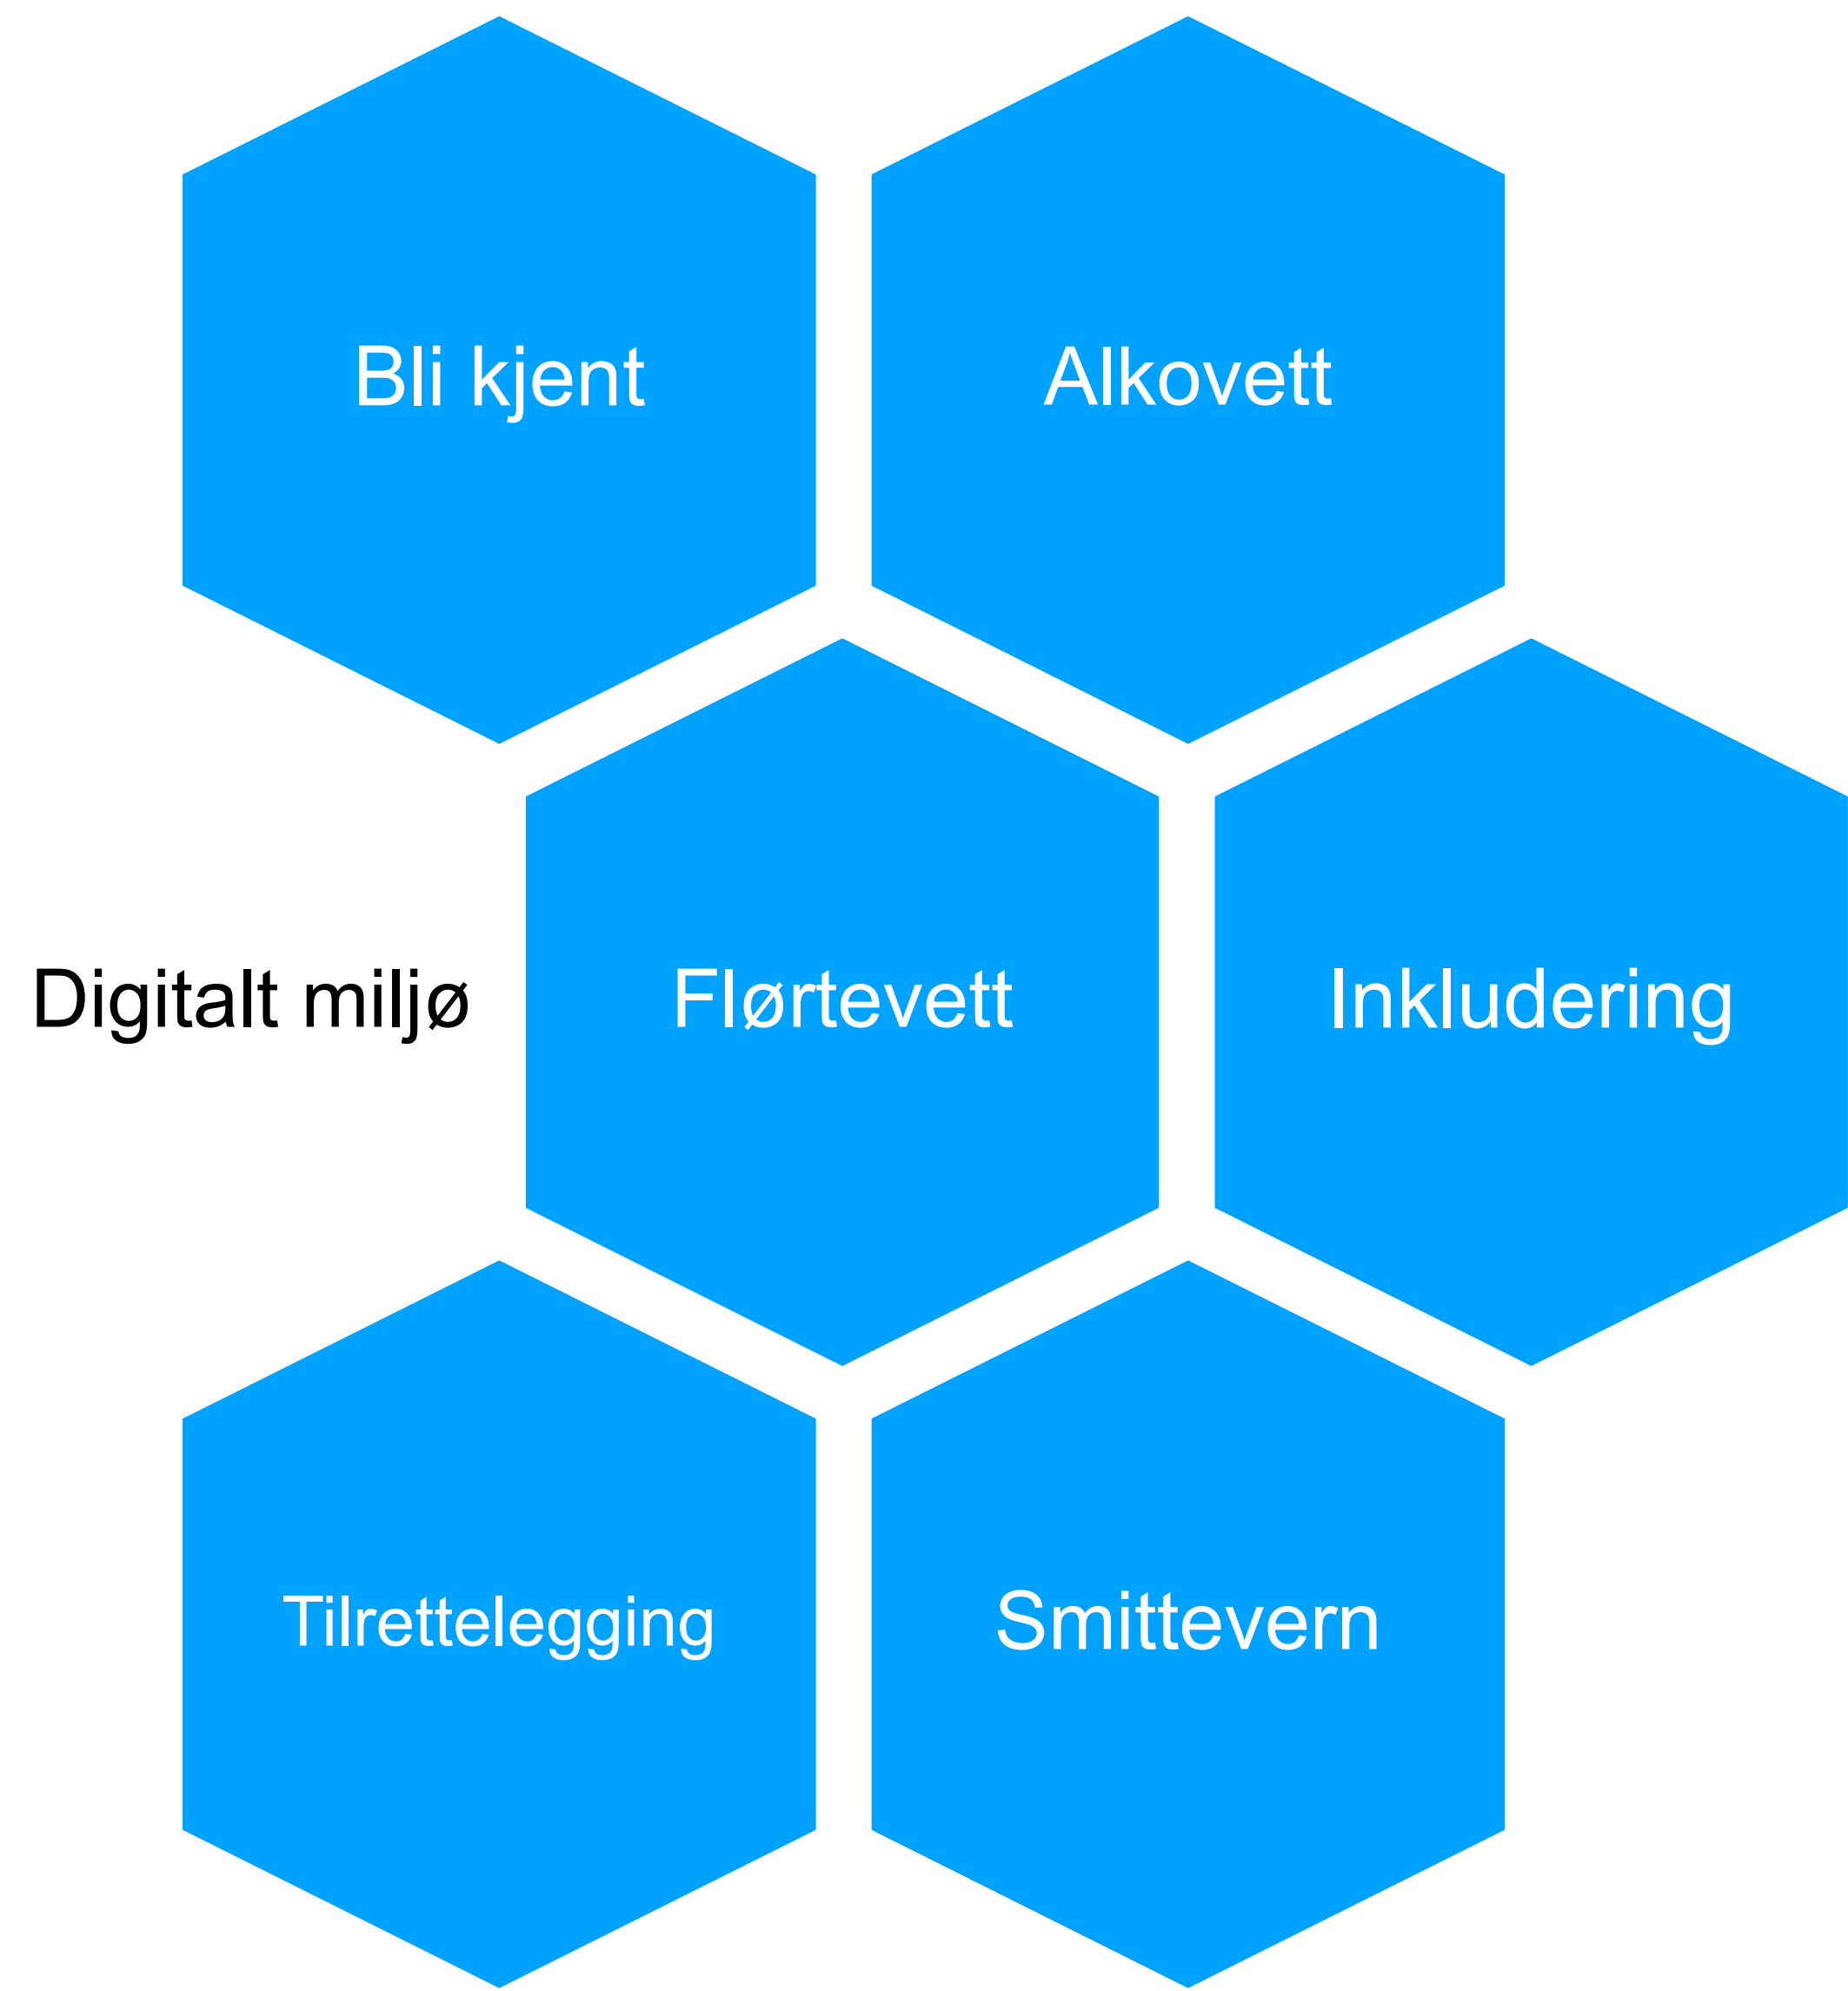 Bli kjent
Alkovett
Digitalt miljø
Flørtevett
Inkludering
Tilrettelegging
Smittevern